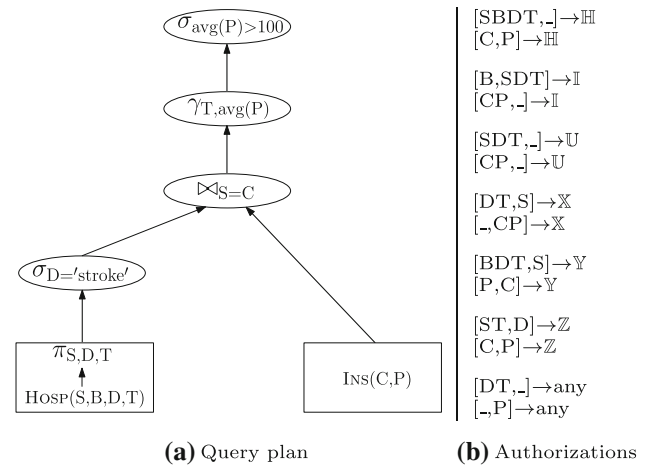 σavg(P)>100
γT,avg(P)
⋈S=C
σD='stroke'
πS,D,T
HOSP(S,B,D,T)
INS(C,P)
(a) Query plan
[SBDT,_]→ℍ
[C,P]→ℍ
[B,SDT]→𝕀
[CP,_]→𝕀
[SDT,_]→𝕌
[CP,_]→𝕌
[DT,S]→𝕏
[_,CP]→𝕏
[BDT,S]→𝕐
[P,C]→𝕐
[ST,D]→ℤ
[C,P]→ℤ
[DT,_]→any
[_,P]→any
(b) Authorizations